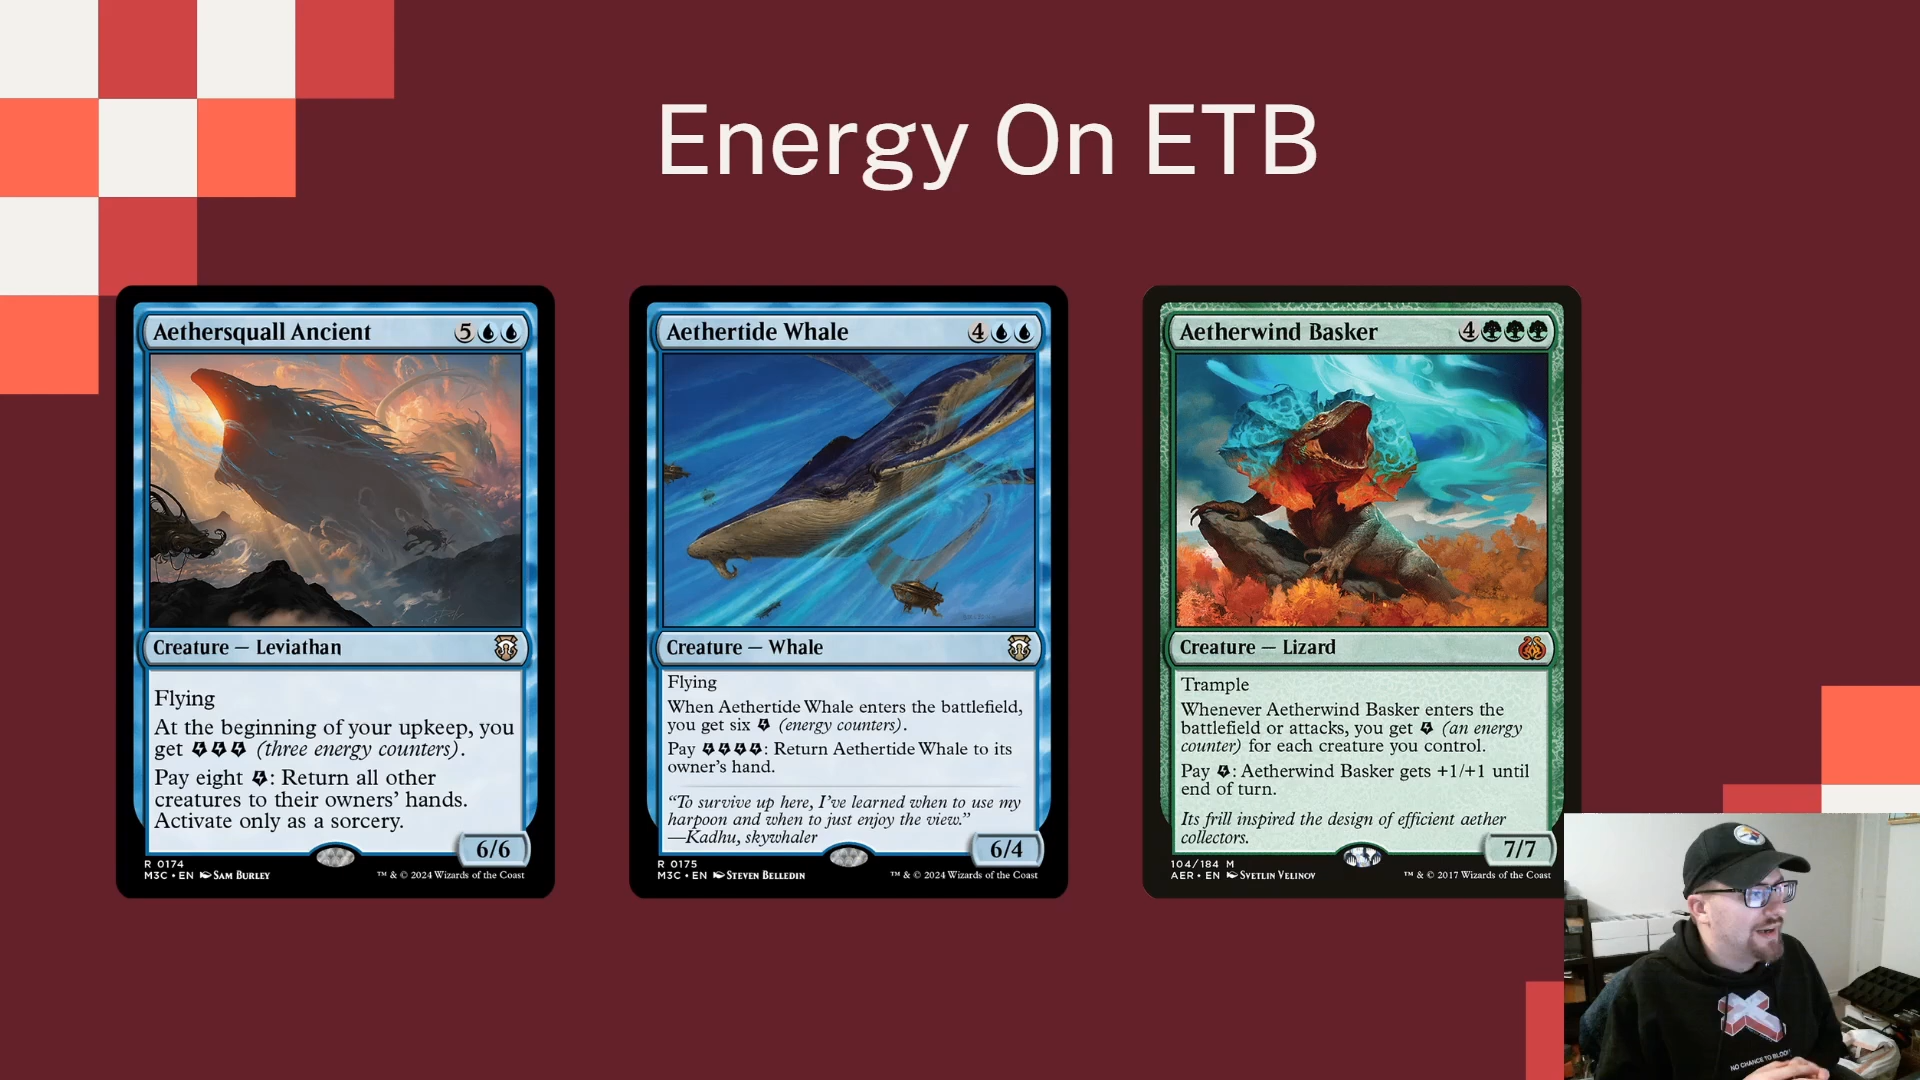 Energy On ETB
Aethersquall Ancient 5
Creature — Leviathan
Flying
At the beginning of your upkeep, you
get (three energy counters).
Pay eight : Return all other
creatures to their owners' hands.
Activate only as a sorcery.
6/6
R 0174
M3C • EN Sam Burley
™ & © 2024 Wizards of the Coast
Aethertide Whale 4
Creature — Whale
Flying
When Aethertide Whale enters the battlefield,
you get six (energy counters).
Pay : Return Aethertide Whale to its
owner's hand.
"To survive up here, I've learned when to use my
harpoon and when to just enjoy the view."
—Kadhu, skywhaler
6/4
R 0175
M3C • EN Steven Belledin
™ & © 2024 Wizards of the Coast
Aetherwind Basker 4
Creature — Lizard
Trample
Whenever Aetherwind Basker enters the
battlefield or attacks, you get (an energy
counter) for each creature you control.
Pay : Aetherwind Basker gets +1/+1 until
end of turn.
Its frill inspired the design of efficient aether
collectors.
7/7
104/184 M
AER • EN Svetlin Velinov
™ & © 2017 Wizards of the Coast
NO CHANCE TO BLOCK